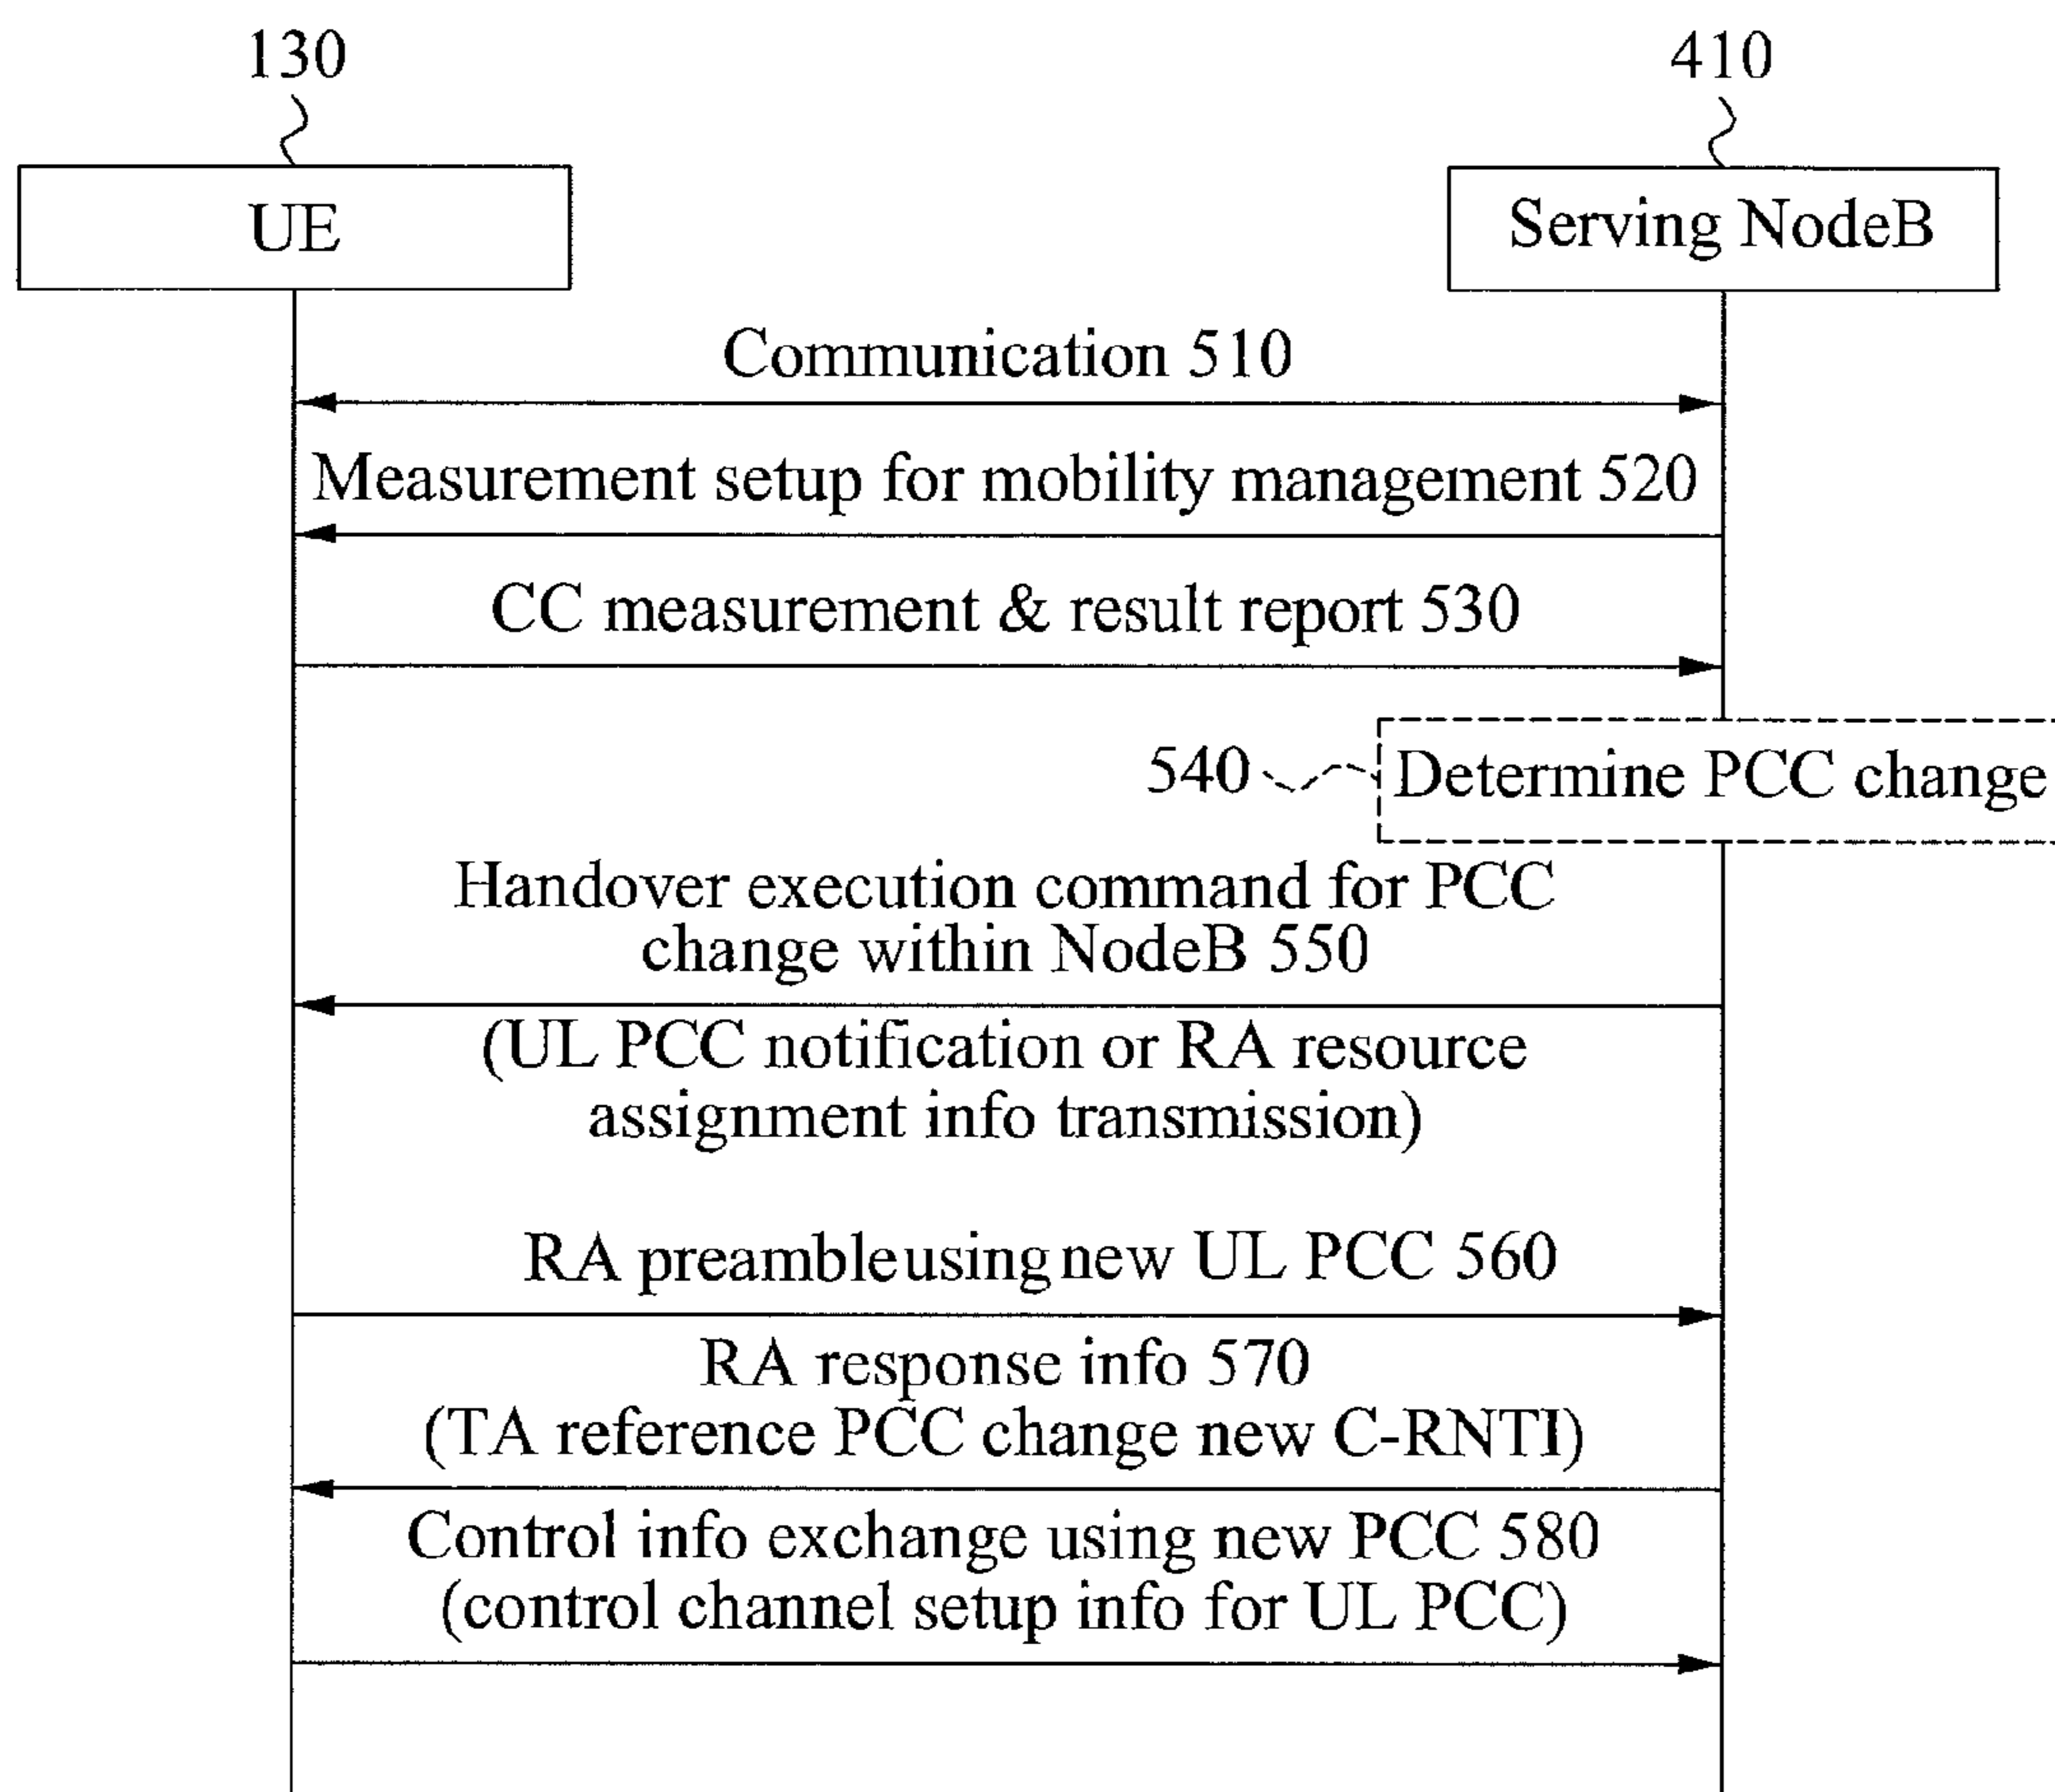 130
410
UE
Serving NodeB
Communication 510
Measurement setup for mobility management 520
CC measurement & result report 530
540
Determine PCC change
Handover execution command for PCC
change within NodeB 550
(UL PCC notification or RA resource
assignment info transmission)
RA preamble using new UL PCC 560
RA response info 570
(TA reference PCC change new C-RNTI)
Control info exchange using new PCC 580
(control channel setup info for UL PCC)